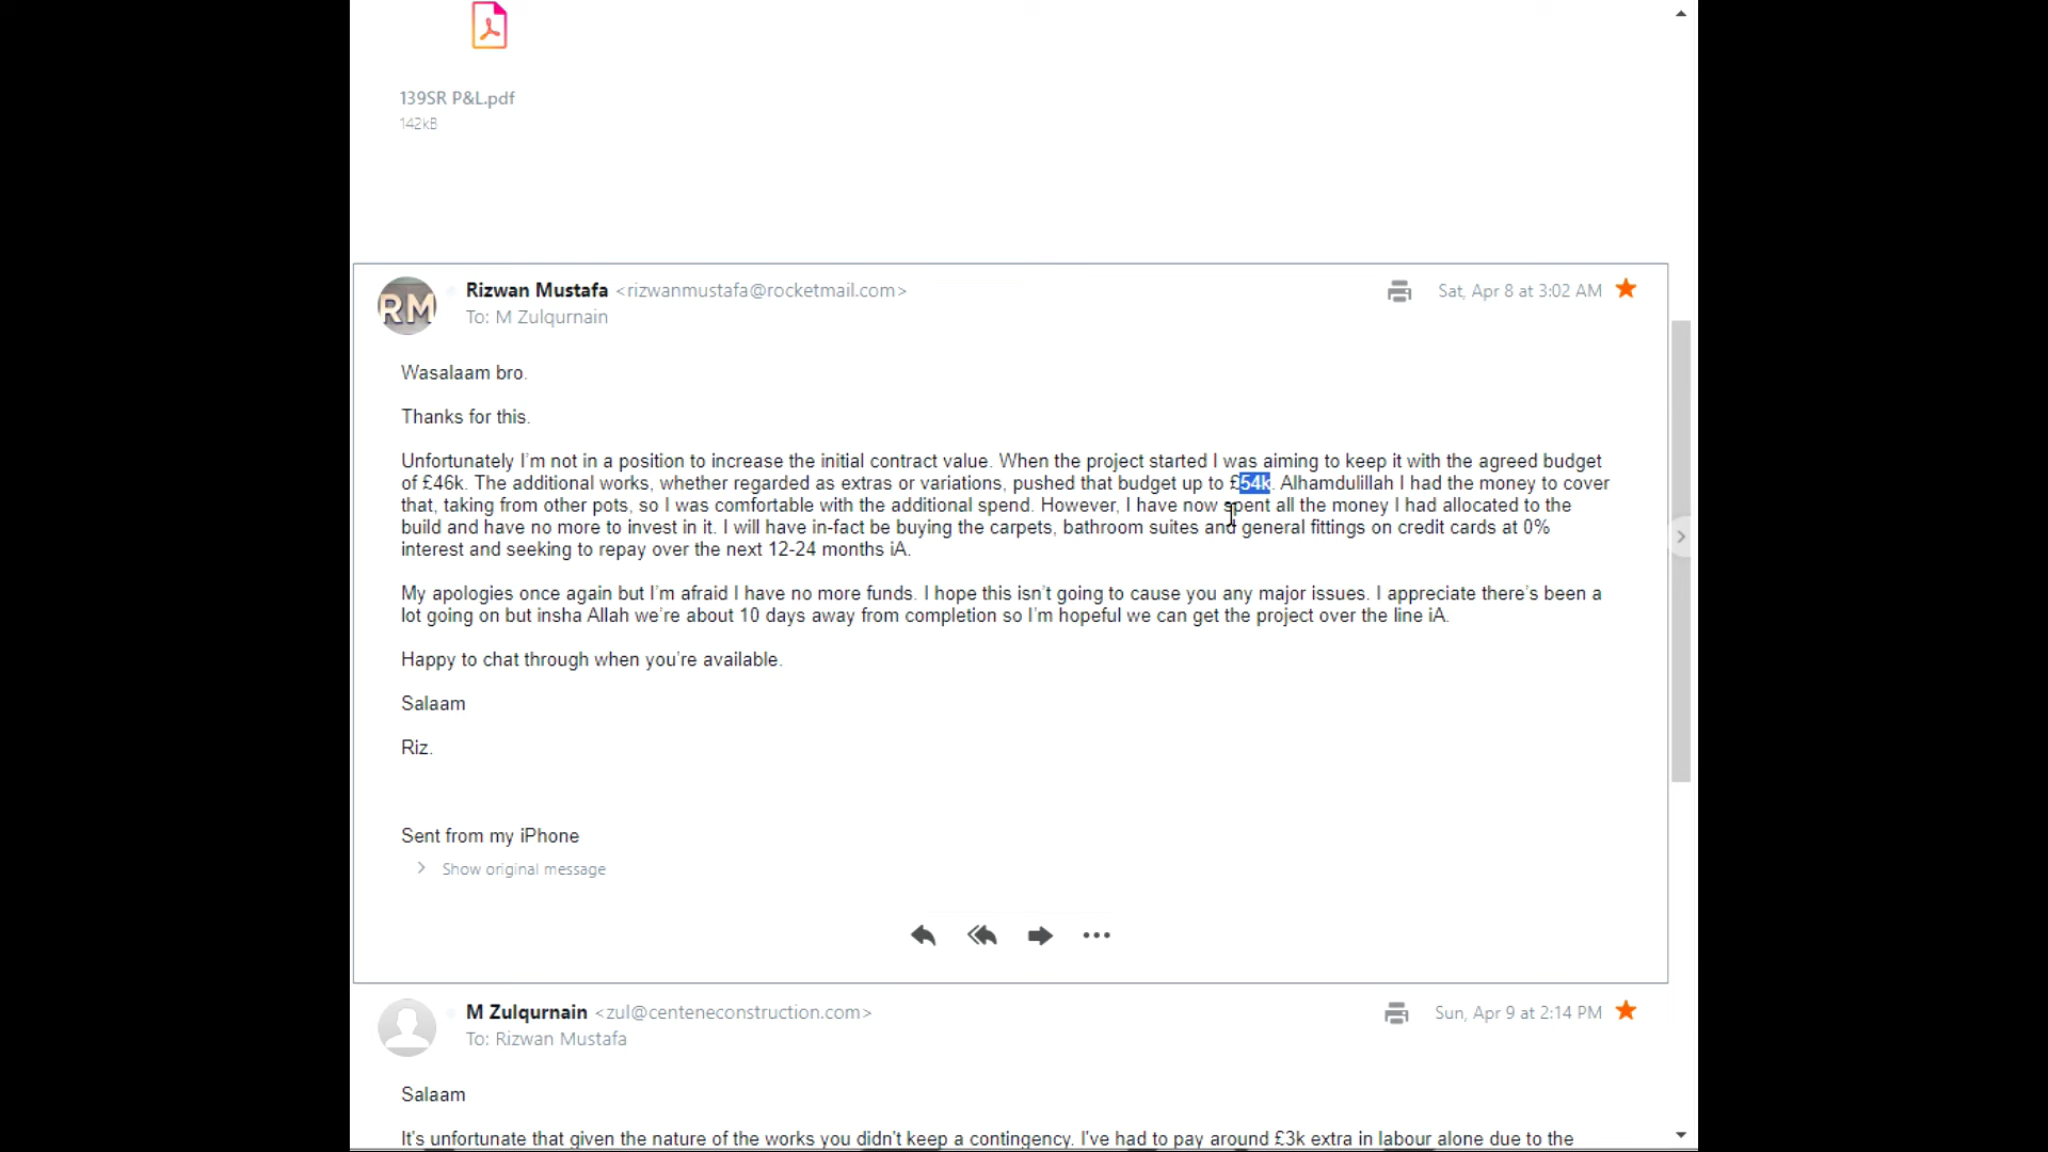 139SR P&L.pdf
142kB
RM
Rizwan Mustafa <rizwanmustafa@rocketmail.com>
Sat, Apr 8 at 3:02 AM
To: M Zulqurnain
Wasalaam bro.
Thanks for this.
Unfortunately I'm not in a position to increase the initial contract value. When the project started I was aiming to keep it with the agreed budget
of £46k. The additional works, whether regarded as extras or variations, pushed that budget up to £54k. Alhamdulillah I had the money to cover
that, taking from other pots, so I was comfortable with the additional spend. However, I have now spent all the money I had allocated to the
build and have no more to invest in it. I will have in-fact be buying the carpets, bathroom suites and general fittings on credit cards at 0%
interest and seeking to repay over the next 12-24 months iA.
My apologies once again but I'm afraid I have no more funds. I hope this isn't going to cause you any major issues. I appreciate there's been a
lot going on but insha Allah we're about 10 days away from completion so I'm hopeful we can get the project over the line iA.
Happy to chat through when you're available.
Salaam
Riz.
Sent from my iPhone
Show original message
M Zulqurnain <zul@centeneconstruction.com>
Sun, Apr 9 at 2:14 PM
To: Rizwan Mustafa
Salaam
It's unfortunate that given the nature of the works you didn't keep a contingency. I've had to pay around £3k extra in labour alone due to the